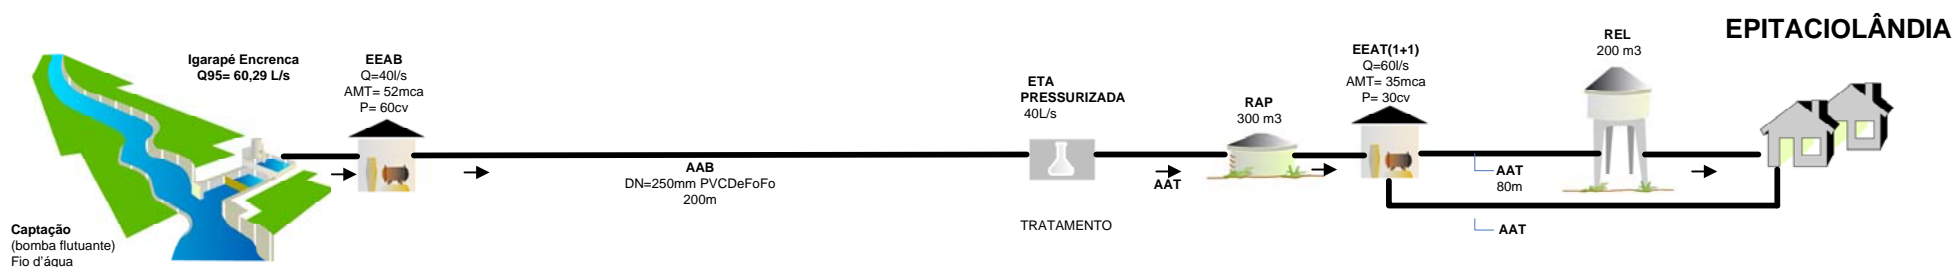 EPITACIOLÂNDIA
Igarapé Encrenca
Q95= 60,29 L/s
EEAB
Q=40l/s
AMT= 52mca
P= 60cv
ETA
PRESSURIZADA
40L/s
RAP
300 m3
EEAT(1+1)
Q=60l/s
AMT= 35mca
P= 30cv
REL
200 m3
AAB
DN=250mm PVCDeFoFo
200m
AAT
AAT
80m
TRATAMENTO
AAT
Captação
(bomba flutuante)
Fio d'água